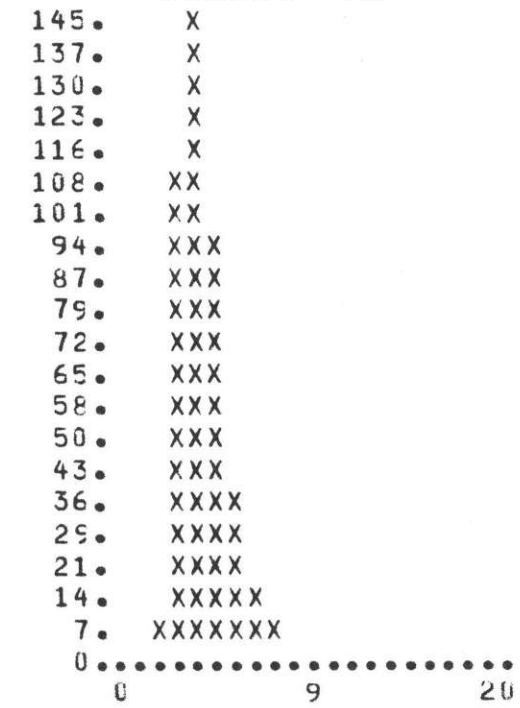 145. X
137. X
130. X
123. X
116. X
108. XX
101. XX
94. XXX
87. XXX
79. XXX
72. XXX
65. XXX
58. XXX
50. XXX
43. XXX
36. XXXX
29. XXXX
21. XXXX
14. XXXXX
7. XXXXXXX
0.....................
0 9 20